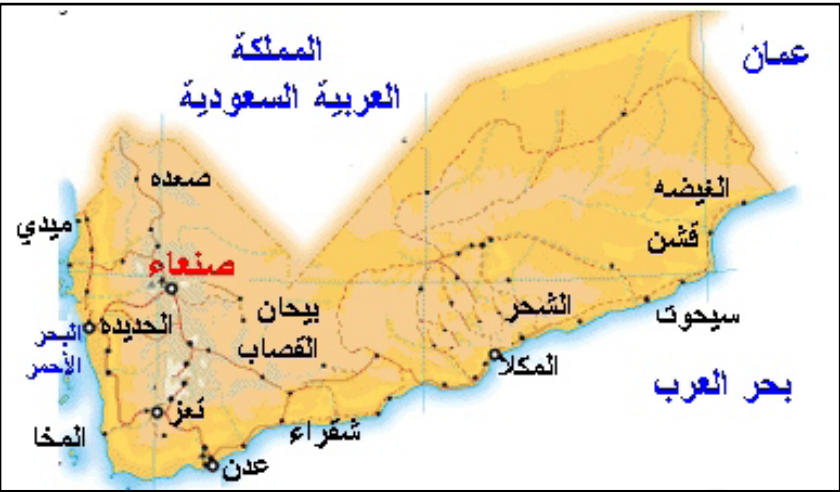 المملكة
العربية السعودية
عمان
صعده
الغيضه
ميدي
قشن
صنعاء
بيحان
الشحر
سيحوت
الحديده
البحر
الأحمر
القصاب
المكلا
بحر العرب
تعز
المخا
شقراء
عدن